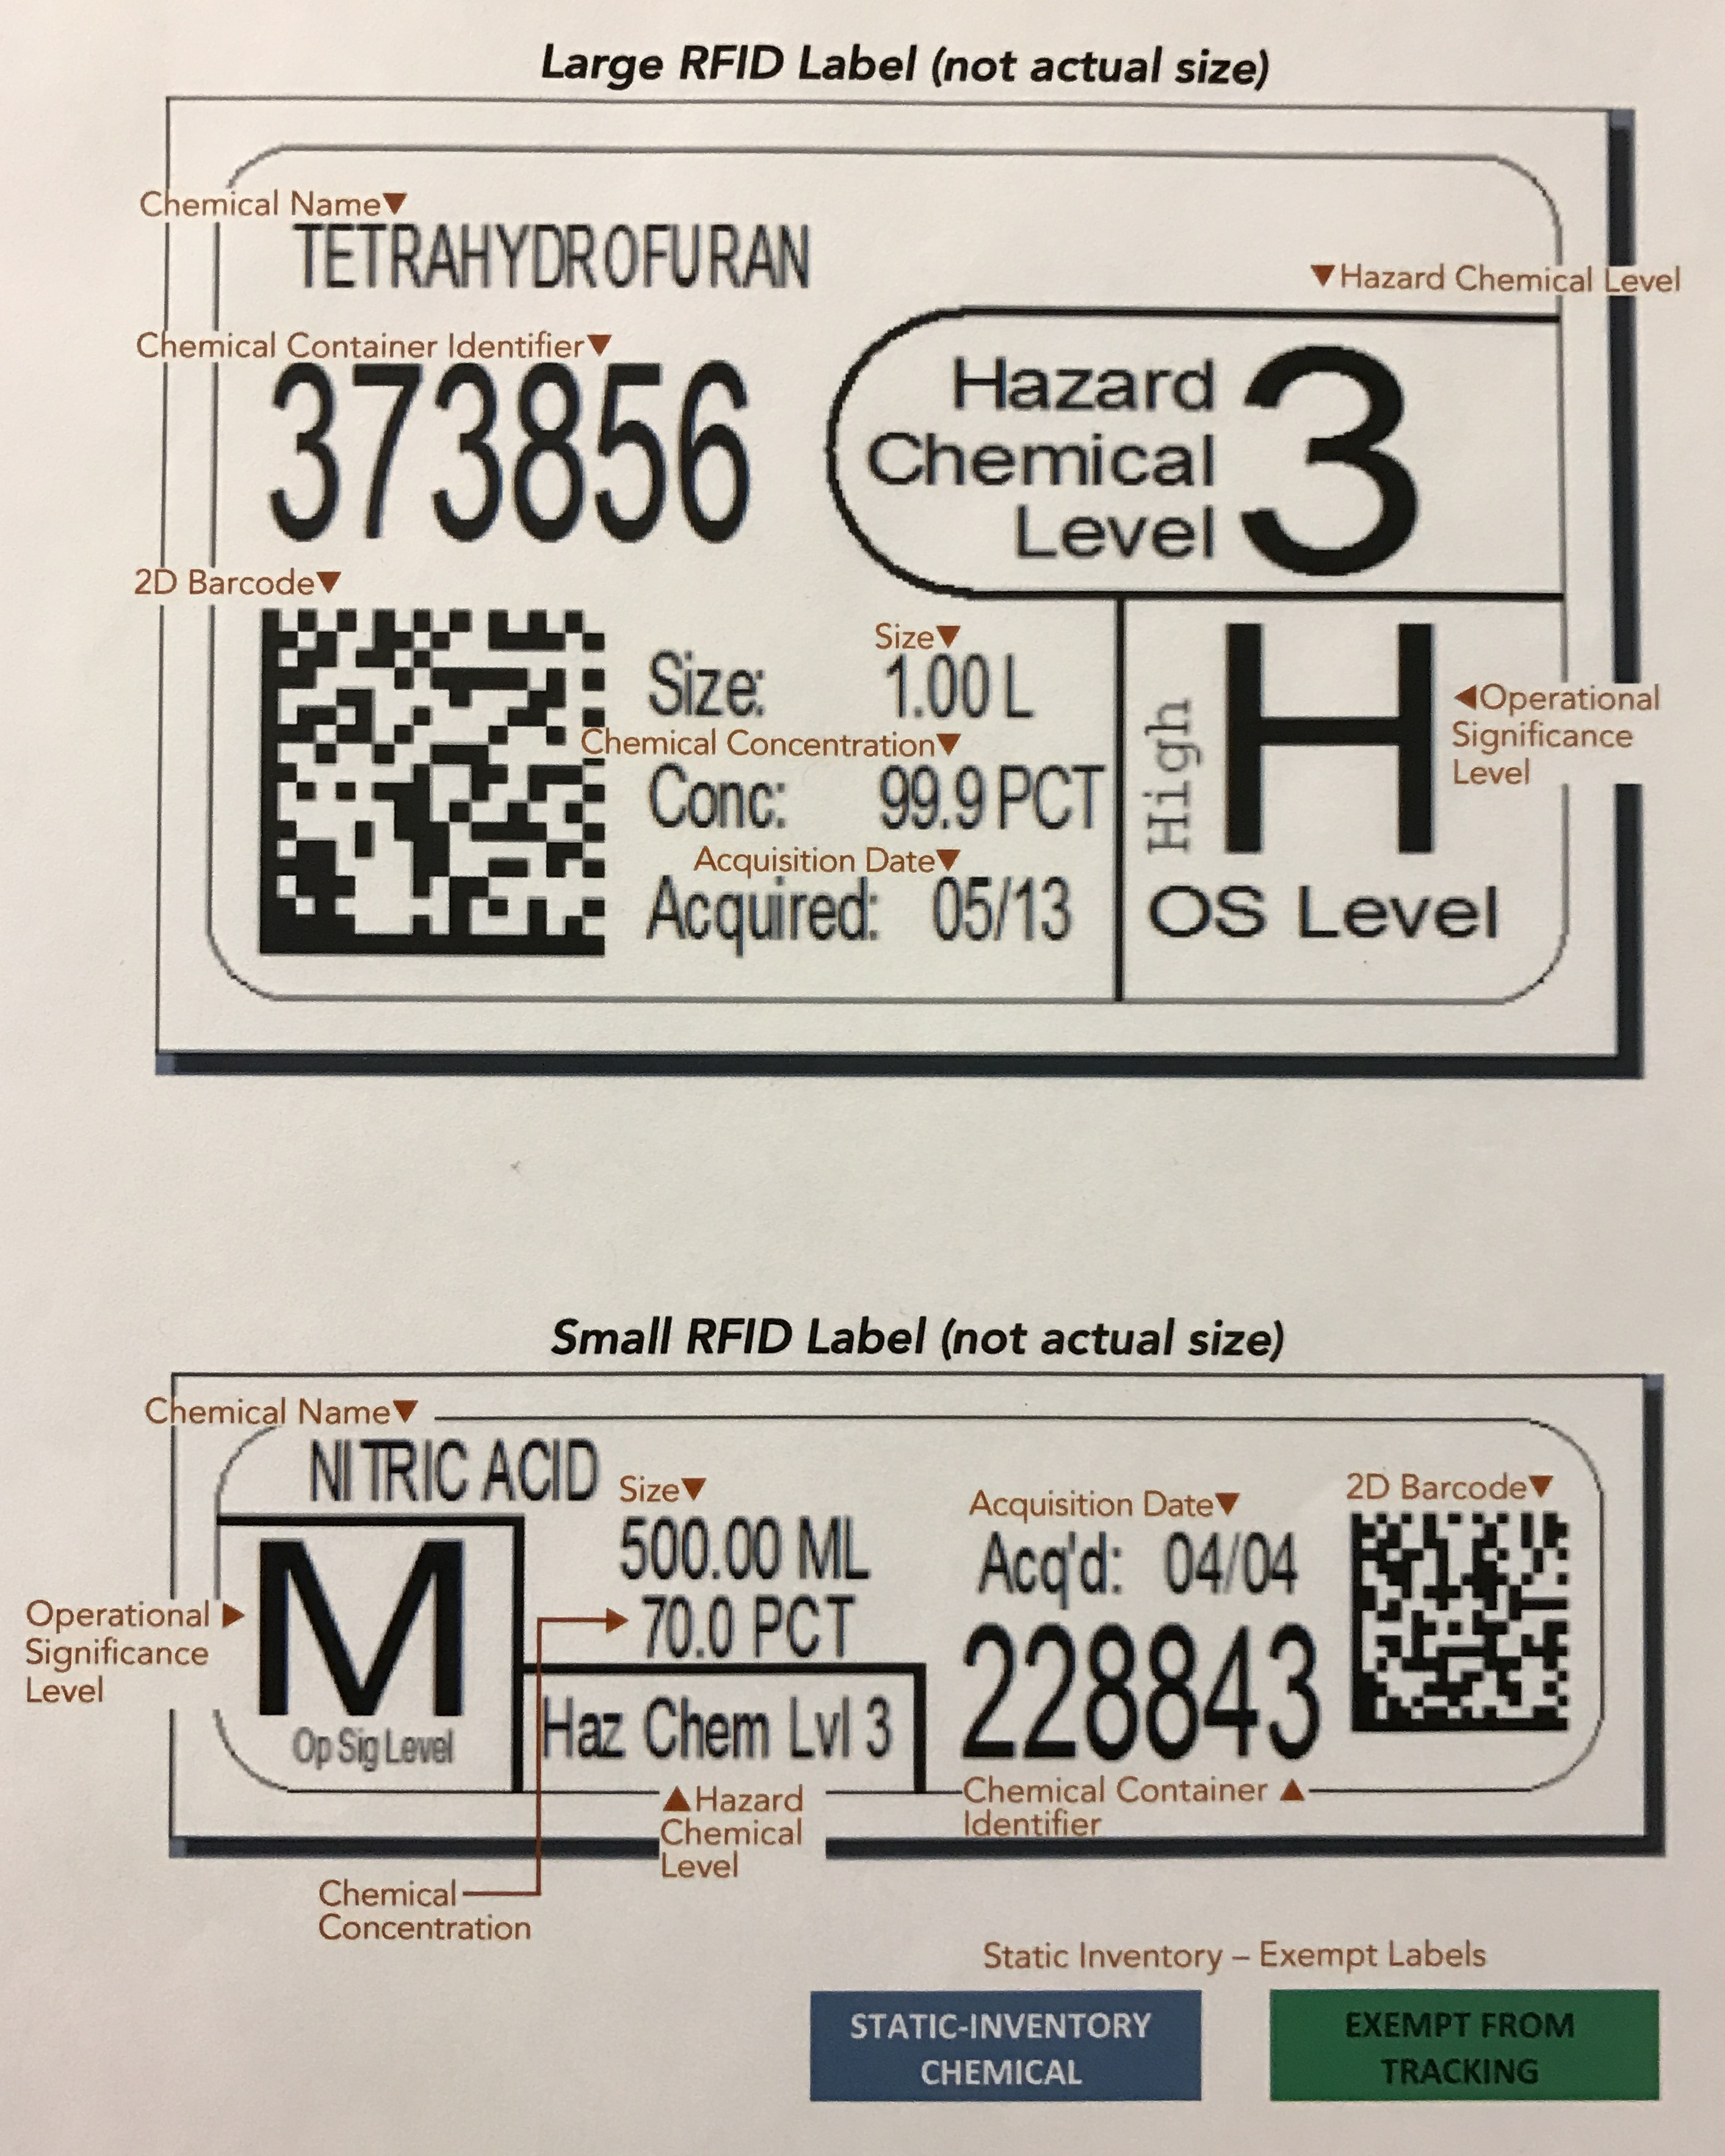 Large RFID Label (not actual size)
Chemical Name▼
TETRAHYDROFURAN
▼Hazard Chemical Level
Chemical Container Identifier▼
373856
Hazard
Chemical
Level
3
2D Barcode▼
Size▼
Size: 1.00 L
Chemical Concentration▼
Conc: 99.9 PCT
Acquisition Date▼
Acquired: 05/13
High
H
◀Operational
Significance
Level
OS Level
Small RFID Label (not actual size)
Chemical Name▼
NITRIC ACID
Size▼
500.00 ML
70.0 PCT
Acquisition Date▼
Acq'd: 04/04
2D Barcode▼
Operational ▶
Significance
Level
M
Op Sig Level
Haz Chem Lvl 3
228843
▲Hazard
Chemical
Level
Chemical Container ▲
Identifier
Chemical
Concentration
Static Inventory – Exempt Labels
STATIC-INVENTORY
CHEMICAL
EXEMPT FROM
TRACKING